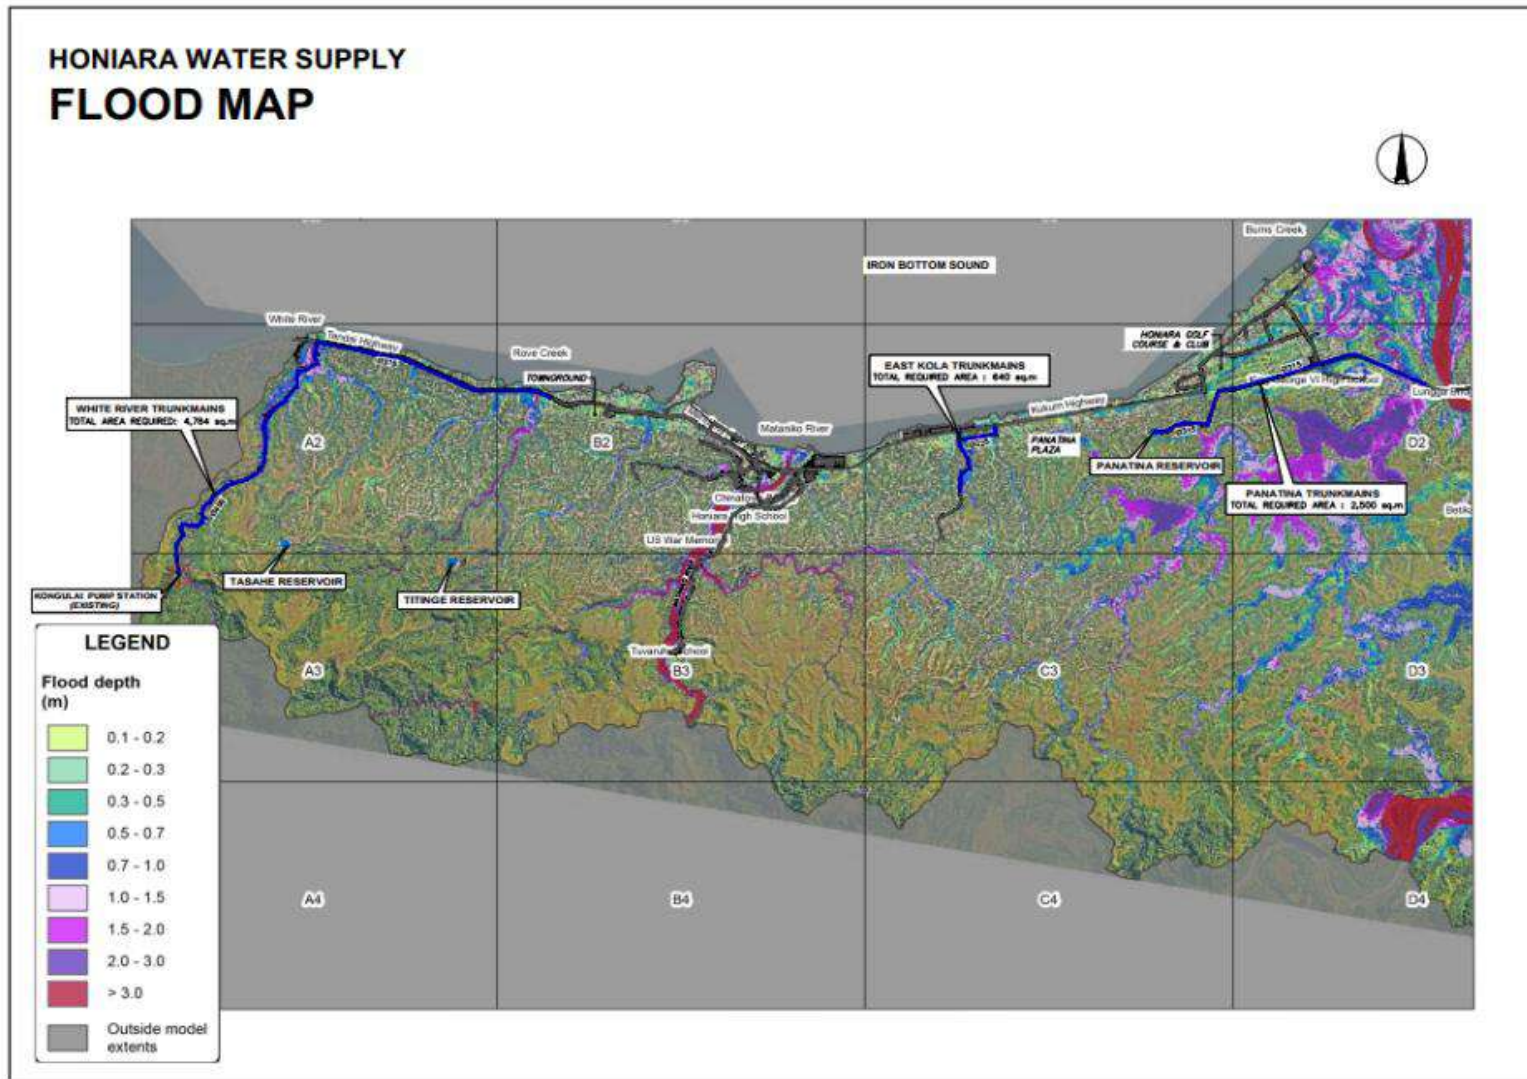 HONIARA WATER SUPPLY
FLOOD MAP
Burns Creek
IRON BOTTOM SOUND
White River
Tandai Highway
Rove Creek
TOWNGROUND
HONIARA GOLF
COURSE & CLUB
EAST KOLA TRUNKMAINS
TOTAL REQUIRED AREA : 640 sq.m
WHITE RIVER TRUNKMAINS
TOTAL AREA REQUIRED: 4,784 sq.m
Kukum Highway
Mataniko River
PANATINA
PLAZA
A2
B2
D2
PANATINA RESERVOIR
PANATINA TRUNKMAINS
TOTAL REQUIRED AREA : 2,500 sq.m
Honiara High School
TASAHE RESERVOIR
TITINGE RESERVOIR
KONGULAI PUMP STATION
(EXISTING)
A3
B3
C3
D3
A4
B4
C4
D4
LEGEND
Flood depth
(m)
0.1 - 0.2
0.2 - 0.3
0.3 - 0.5
0.5 - 0.7
0.7 - 1.0
1.0 - 1.5
1.5 - 2.0
2.0 - 3.0
> 3.0
Outside model
extents